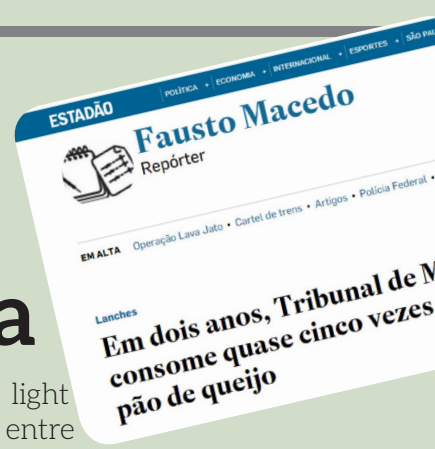 ESTADÃO
POLÍTICA + ECONOMIA + INTERNACIONAL + ESPORTES + SÃO
Fausto Macedo
Repórter
EM ALTA Operação Lava Jato • Cartel de trens • Artigos • Polícia Federal •
Lanches
Em dois anos, Tribunal de
consome quase cinco vezes
pão de queijo
a
light
entre